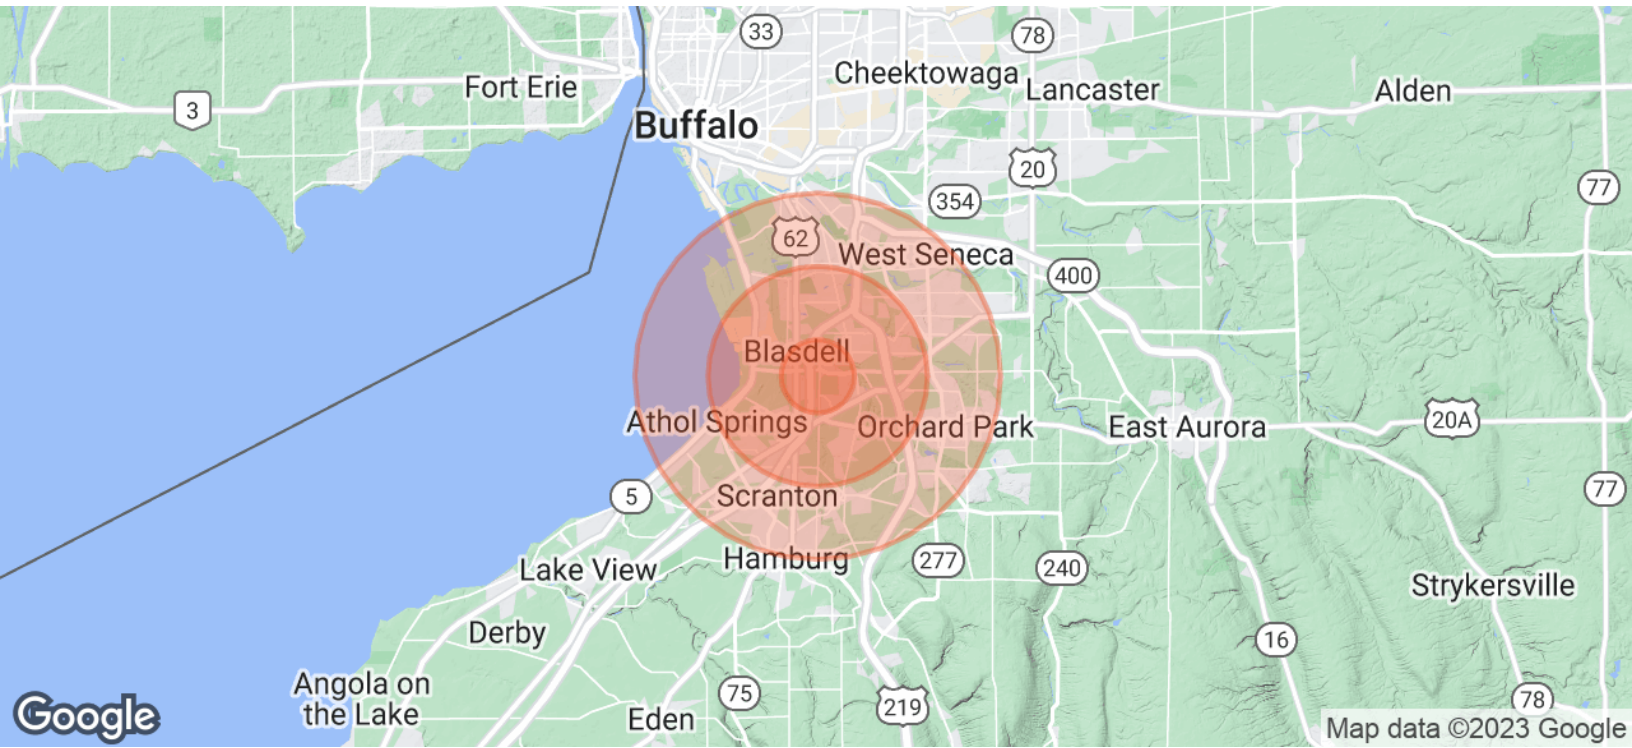 33
78
Cheektowaga
Fort Erie
Lancaster
Alden
3
Buffalo
20
77
354
62
West Seneca
400
Blasdell
Athol Springs
Orchard Park
East Aurora
20A
5
Scranton
77
Hamburg
277
Lake View
240
Strykersville
Derby
16
Angola on
the Lake
75
78
219
Eden
Google
Map data ©2023 Google